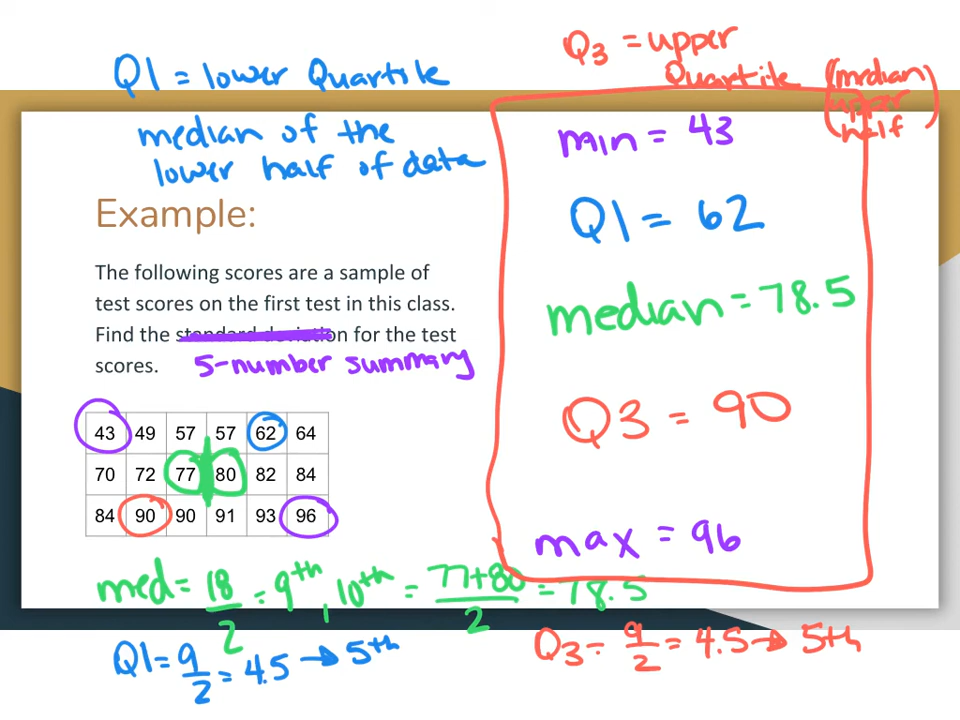 Q1 = lower Quartile
median of the
lower half of data
Q3 = upper
Quartile (median
upper
half)
Example:
The following scores are a sample of
test scores on the first test in this class.
Find the standard deviation for the test
scores. 5-number summary
43 49 57 57 62 64
70 72 77 80 82 84
84 90 90 91 93 96
min = 43
Q1 = 62
median = 78.5
Q3 = 90
max = 96
med = 18/2 = 9th, 10th = 77+80/2 = 78.5
Q1 = 9/2 = 4.5 → 5th
Q3 = 9/2 = 4.5 → 5th